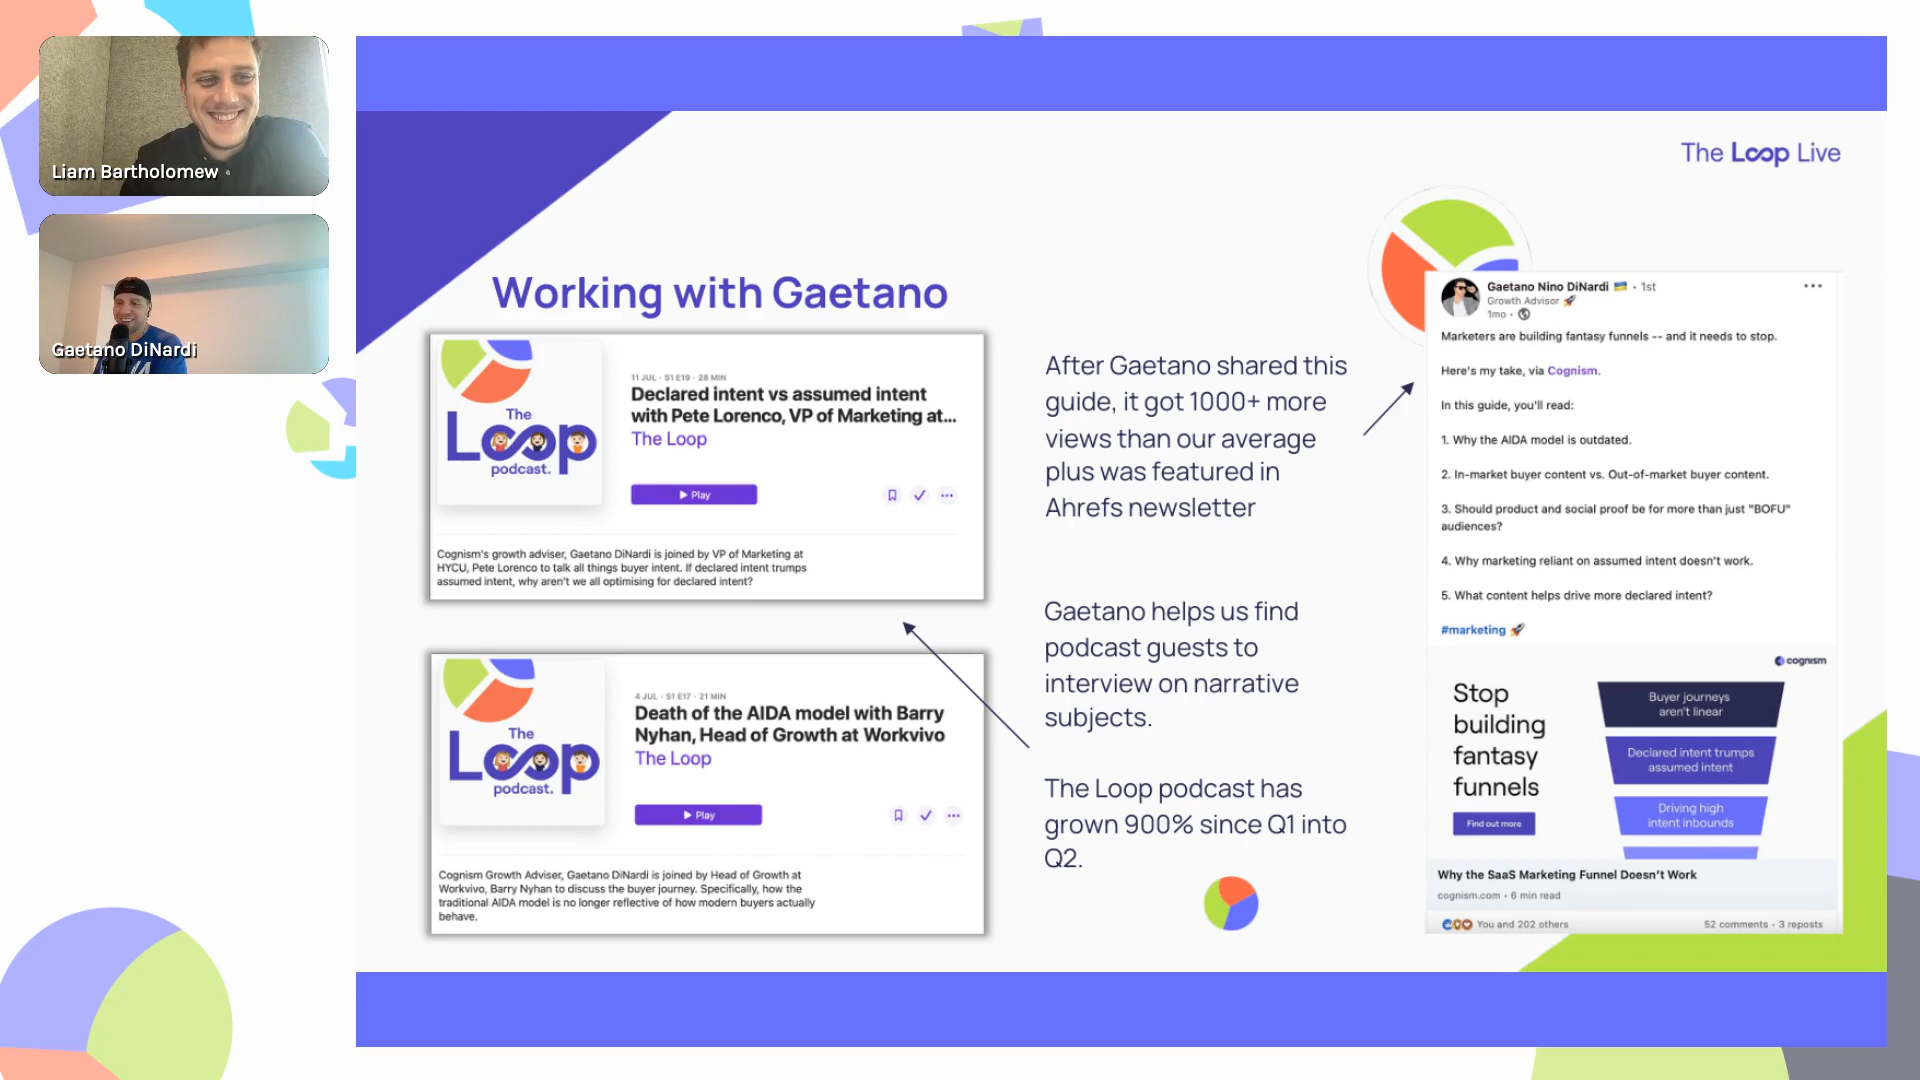 Liam Bartholomew
Gaetano DiNardi
The Loop Live
Working with Gaetano
The
Loop
podcast.
11 JUL · S1 E19 · 28 MIN
Declared intent vs assumed intent
with Pete Lorenco, VP of Marketing at...
The Loop
Play
Cognism's growth adviser, Gaetano DiNardi is joined by VP of Marketing at
HYCU, Pete Lorenco to talk all things buyer intent. If declared intent trumps
assumed intent, why aren't we all optimising for declared intent?
The
Loop
podcast.
4 JUL · S1 E17 · 21 MIN
Death of the AIDA model with Barry
Nyhan, Head of Growth at Workvivo
The Loop
Play
Cognism Growth Adviser, Gaetano DiNardi is joined by Head of Growth at
Workvivo, Barry Nyhan to discuss the buyer journey. Specifically, how the
traditional AIDA model is no longer reflective of how modern buyers actually
behave.
After Gaetano shared this
guide, it got 1000+ more
views than our average
plus was featured in
Ahrefs newsletter
Gaetano helps us find
podcast guests to
interview on narrative
subjects.
The Loop podcast has
grown 900% since Q1 into
Q2.
Gaetano Nino DiNardi 🇺🇦 • 1st
Growth Advisor 🚀
1mo •
Marketers are building fantasy funnels -- and it needs to stop.
Here's my take, via Cognism.
In this guide, you'll read:
1. Why the AIDA model is outdated.
2. In-market buyer content vs. Out-of-market buyer content.
3. Should product and social proof be for more than just "BOFU"
audiences?
4. Why marketing reliant on assumed intent doesn't work.
5. What content helps drive more declared intent?
#marketing 🚀
cognism
Stop
building
fantasy
funnels
Find out more
Buyer journeys
aren't linear
Declared intent trumps
assumed intent
Driving high
intent inbounds
Why the SaaS Marketing Funnel Doesn't Work
cognism.com • 6 min read
You and 202 others
52 comments • 3 reposts